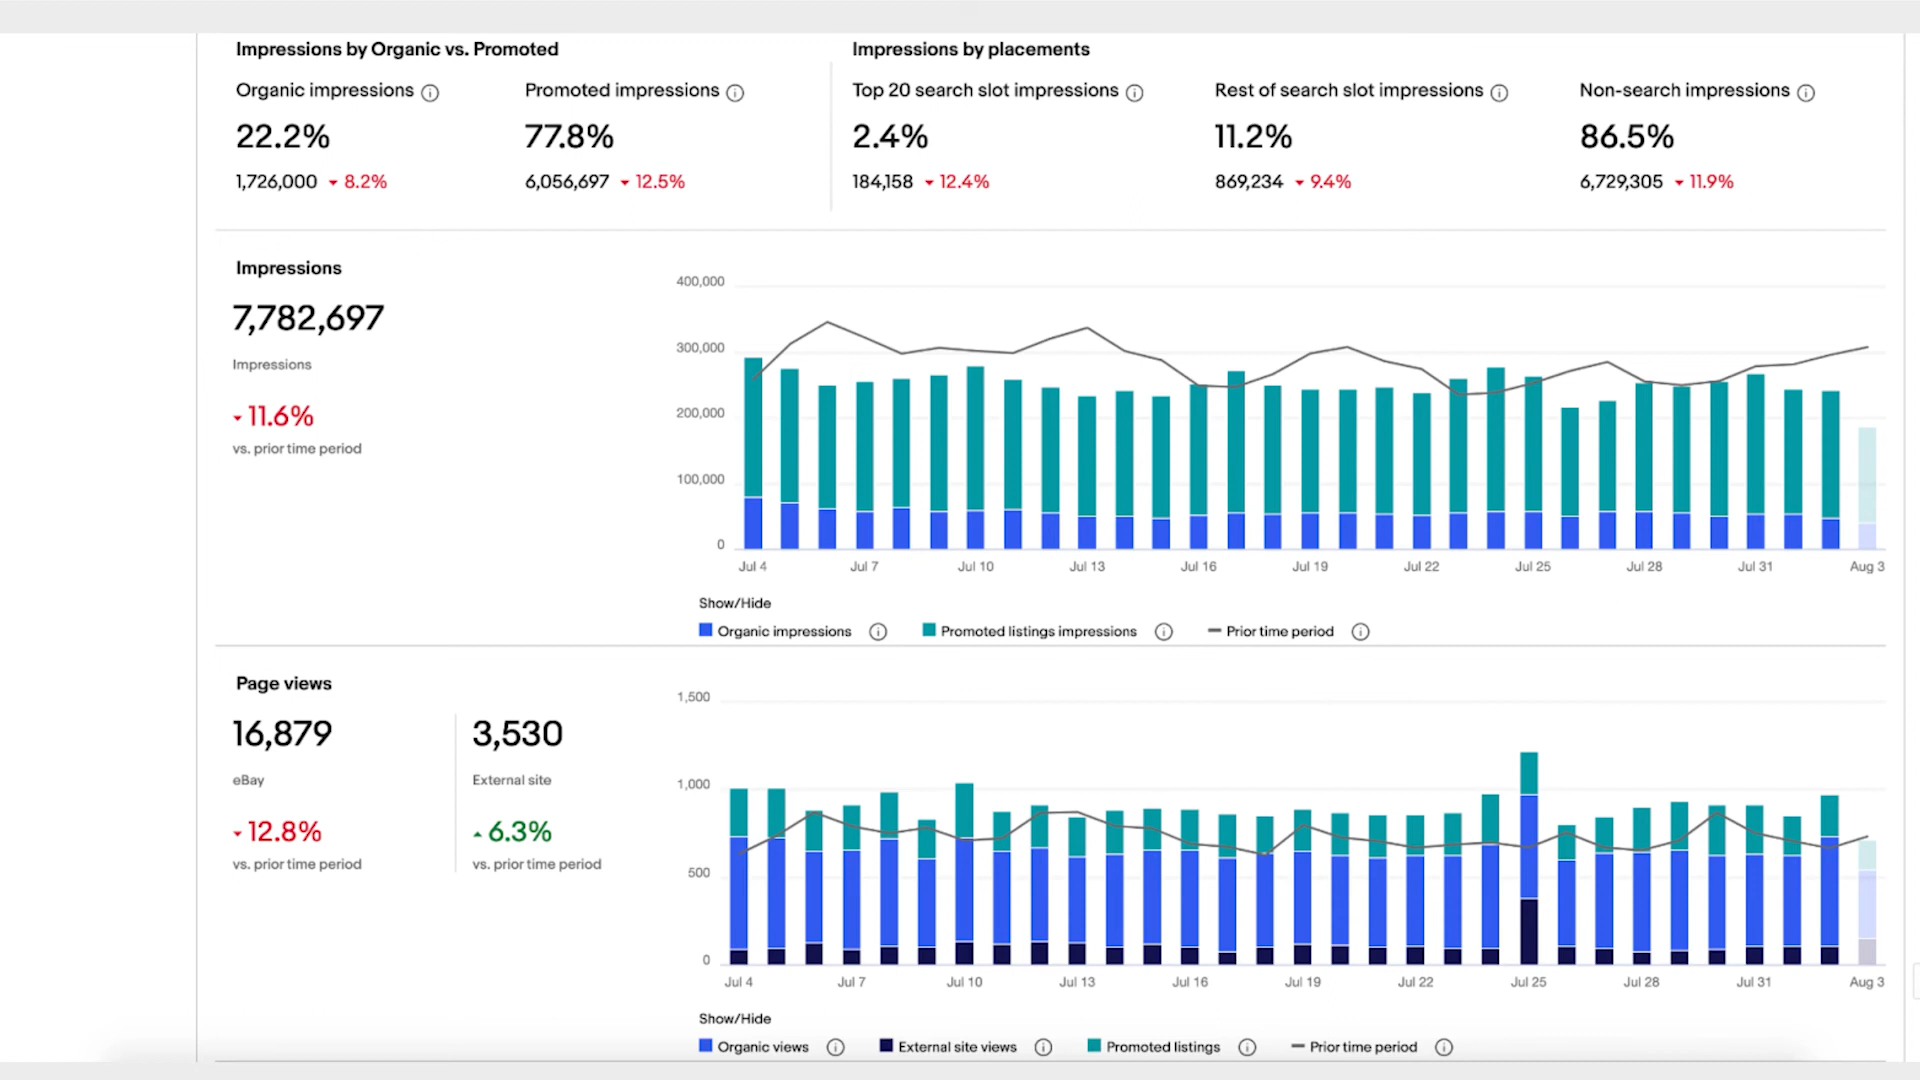 Impressions by Organic vs. Promoted
Organic impressions
22.2%
1,726,000 8.2%
Promoted impressions
77.8%
6,056,697 12.5%
Impressions by placements
Top 20 search slot impressions
2.4%
184,158 12.4%
Rest of search slot impressions
11.2%
869,234 9.4%
Non-search impressions
86.5%
6,729,305 11.9%
Impressions
7,782,697
Impressions
11.6%
vs. prior time period
400,000
300,000
200,000
100,000
0
Jul 4 Jul 7 Jul 10 Jul 13 Jul 16 Jul 19 Jul 22 Jul 25 Jul 28 Jul 31 Aug 3
Show/Hide
Organic impressions Promoted listings impressions Prior time period
Page views
16,879
eBay
12.8%
vs. prior time period
3,530
External site
6.3%
vs. prior time period
1,500
1,000
500
0
Jul 4 Jul 7 Jul 10 Jul 13 Jul 16 Jul 19 Jul 22 Jul 25 Jul 28 Jul 31 Aug 3
Show/Hide
Organic views External site views Promoted listings Prior time period